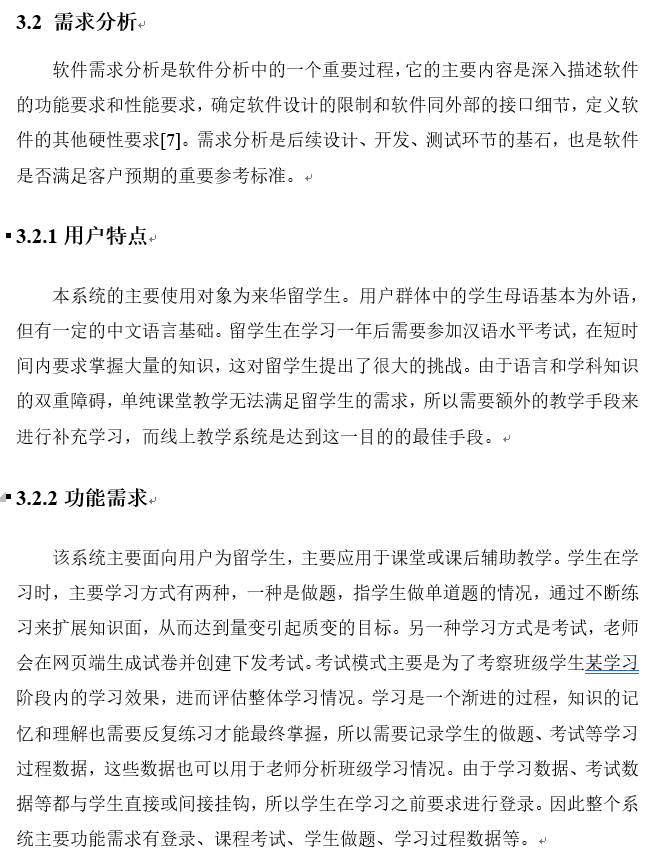 3.2 需求分析
软件需求分析是软件分析中的一个重要过程，它的主要内容是深入描述软件
的功能要求和性能要求，确定软件设计的限制和软件同外部的接口细节，定义软
件的其他硬性要求[7]。需求分析是后续设计、开发、测试环节的基石，也是软件
是否满足客户预期的重要参考标准。
3.2.1 用户特点
本系统的主要使用对象为来华留学生。用户群体中的学生母语基本为外语，
但有一定的中文语言基础。留学生在学习一年后需要参加汉语水平考试，在短时
间内要求掌握大量的知识，这对留学生提出了很大的挑战。由于语言和学科知识
的双重障碍，单纯课堂教学无法满足留学生的需求，所以需要额外的教学手段来
进行补充学习，而线上教学系统是达到这一目的的最佳手段。
3.2.2 功能需求
该系统主要面向用户为留学生，主要应用于课堂或课后辅助教学。学生在学
习时，主要学习方式有两种，一种是做题，指学生做单道题的情况，通过不断练
习来扩展知识面，从而达到量变引起质变的目标。另一种学习方式是考试，老师
会在网页端生成试卷并创建下发考试。考试模式主要是为了考察班级学生某学习
阶段内的学习效果，进而评估整体学习情况。学习是一个渐进的过程，知识的记
忆和理解也需要反复练习才能最终掌握，所以需要记录学生的做题、考试等学习
过程数据，这些数据也可以用于老师分析班级学习情况。由于学习数据、考试数
据等都与学生直接或间接挂钩，所以学生在学习之前要求进行登录。因此整个系
统主要功能需求有登录、课程考试、学生做题、学习过程数据等。